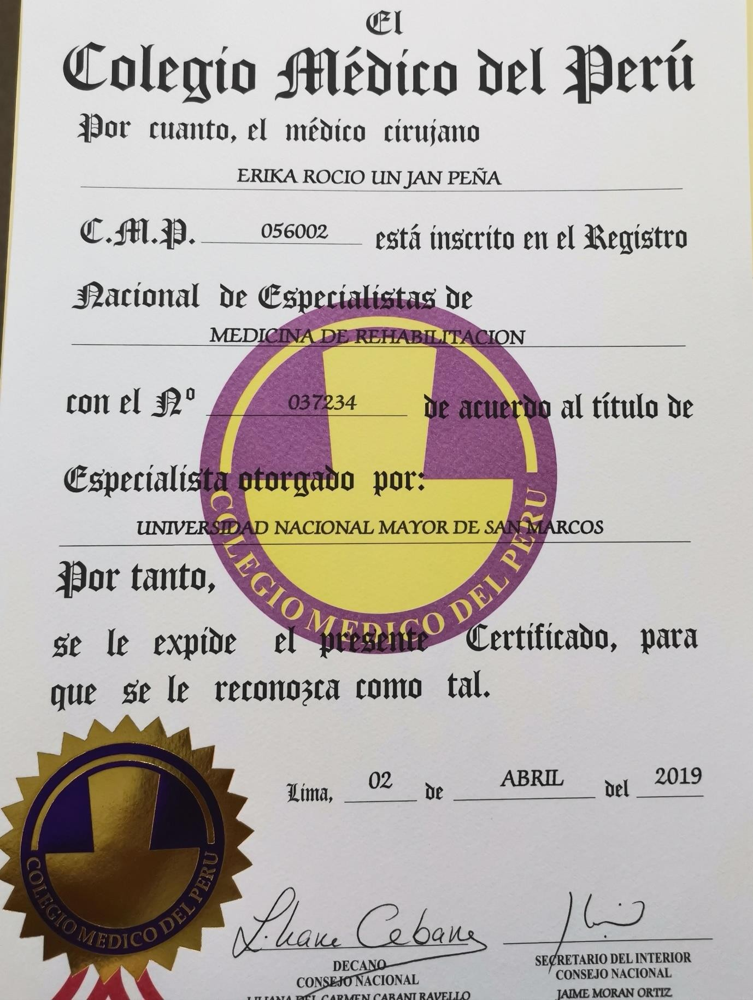 El
Colegio Médico del Perú
Por cuanto, el médico cirujano
ERIKA ROCIO UN JAN PEÑA
C.M.P. 056002 está inscrito en el Registro
Nacional de Especialistas de
MEDICINA DE REHABILITACION
con el Nº 037234 de acuerdo al título de
Especialista otorgado por:
UNIVERSIDAD NACIONAL MAYOR DE SAN MARCOS
COLEGIO MEDICO DEL PERU
Por tanto,
se le expide el presente Certificado, para
que se le reconozca como tal.
Lima, 02 de ABRIL del 2019
COLEGIO MEDICO DEL PERU
Liliane Cabani
DECANO
CONSEJO NACIONAL
LILIANA DEL CARMEN CABANI RAVELLO
SECRETARIO DEL INTERIOR
CONSEJO NACIONAL
JAIME MORAN ORTIZ